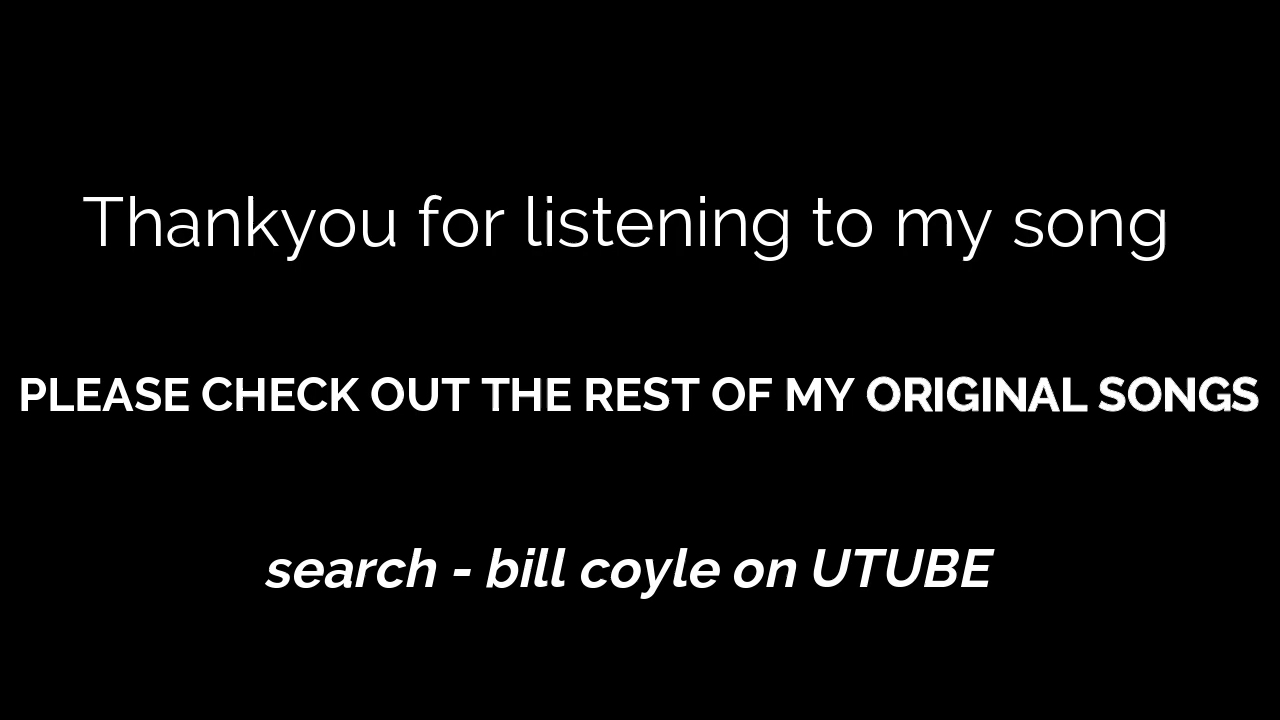 Thankyou for listening to my song
PLEASE CHECK OUT THE REST OF MY ORIGINAL SONGS
search - bill coyle on UTUBE